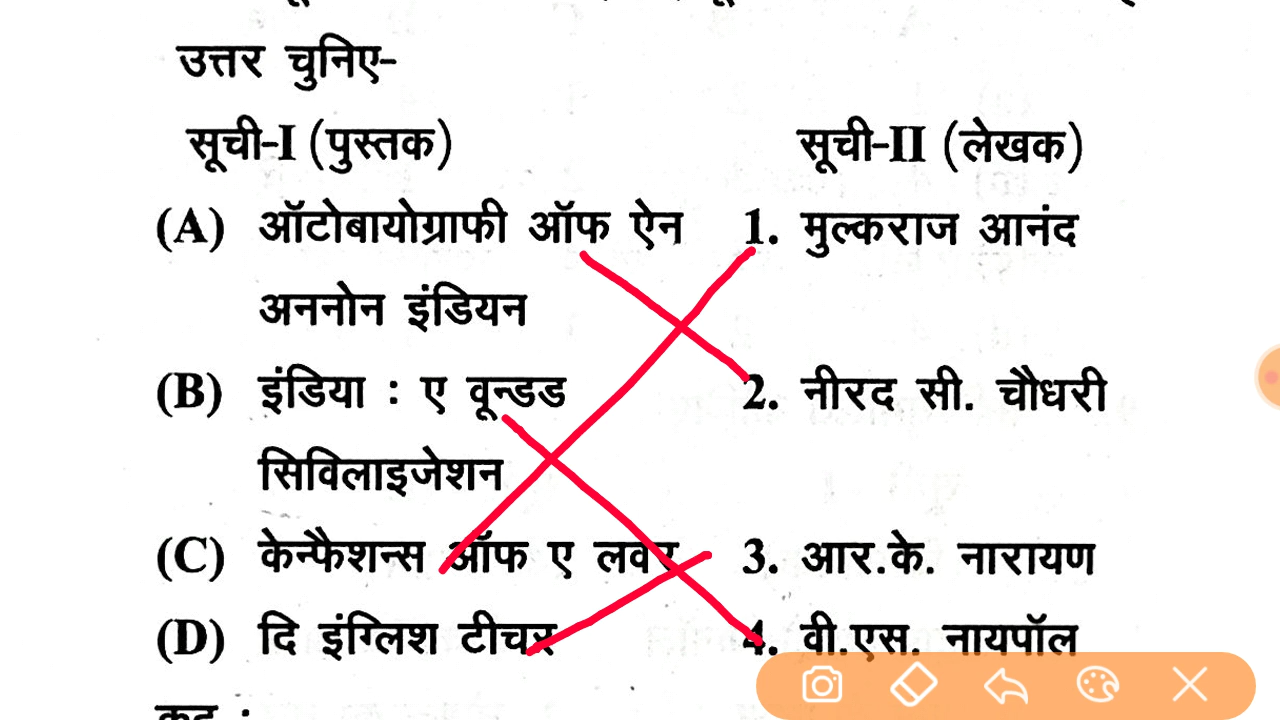 उत्तर चुनिए-
सूची-I (पुस्तक) सूची-II (लेखक)
(A) ऑटोबायोग्राफी ऑफ ऐन 1. मुल्कराज आनंद
अननोन इंडियन
(B) इंडिया : ए वून्डड 2. नीरद सी. चौधरी
सिविलाइजेशन
(C) केन्फैशन्स ऑफ ए लवर 3. आर.के. नारायण
(D) दि इंग्लिश टीचर 4. वी.एस. नायपॉल